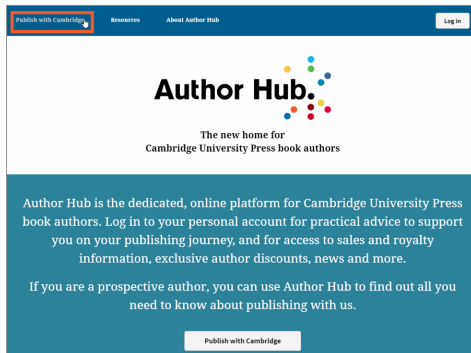 Publish with Cambridge
Resources
About Author Hub
Log in
Author Hub.
The new home for
Cambridge University Press book authors
Author Hub is the dedicated, online platform for Cambridge University Press
book authors. Log in to your personal account for practical advice to support
you on your publishing journey, and for access to sales and royalty
information, exclusive author discounts, news and more.
If you are a prospective author, you can use Author Hub to find out all you
need to know about publishing with us.
Publish with Cambridge